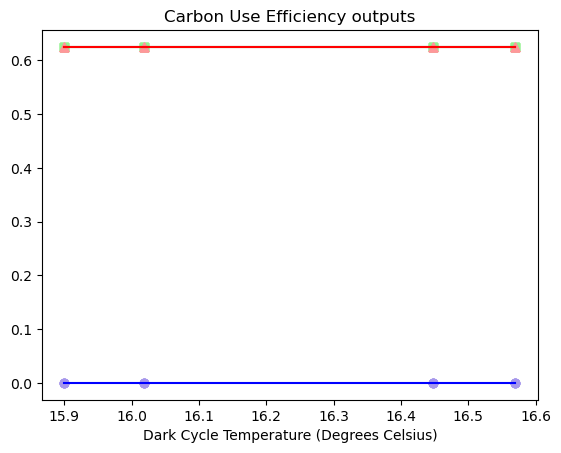 Carbon Use Efficiency outputs
0.6
0.5
0.4
0.3
0.2
0.1
0.0
15.9 16.0 16.1 16.2 16.3 16.4 16.5 16.6
Dark Cycle Temperature (Degrees Celsius)